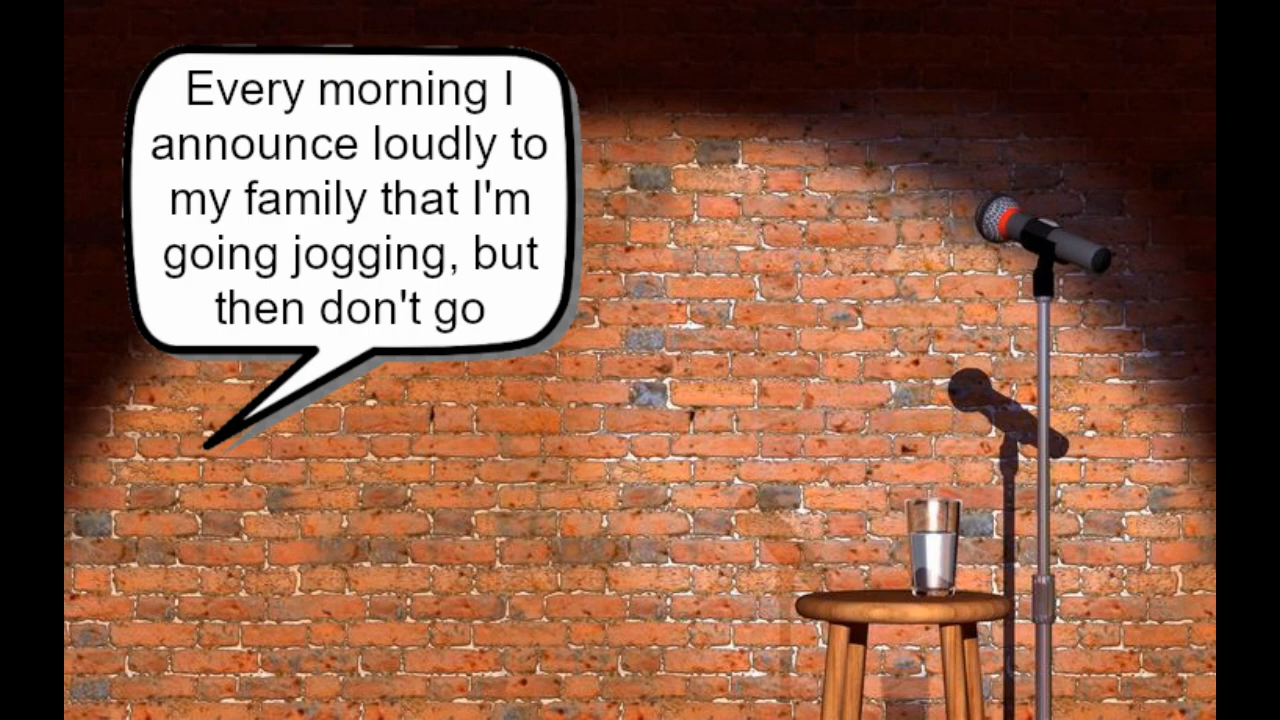 Every morning I
announce loudly to
my family that I'm
going jogging, but
then don't go